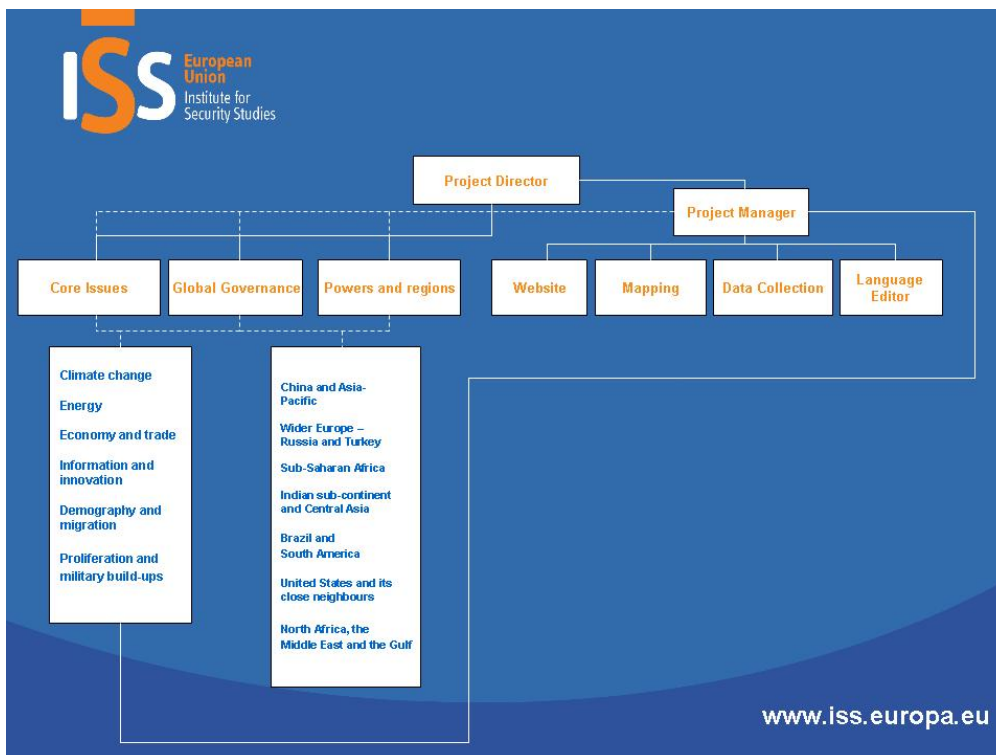 ISS
European
Union
Institute for
Security Studies
Project Director
Project Manager
Core Issues
Global Governance
Powers and regions
Website
Mapping
Data Collection
Language
Editor
Climate change
Energy
Economy and trade
Information and
innovation
Demography and
migration
Proliferation and
military build-ups
China and Asia-
Pacific
Wider Europe –
Russia and Turkey
Sub-Saharan Africa
Indian sub-continent
and Central Asia
Brazil and
South America
United States and its
close neighbours
North Africa, the
Middle East and the Gulf
www.iss.europa.eu